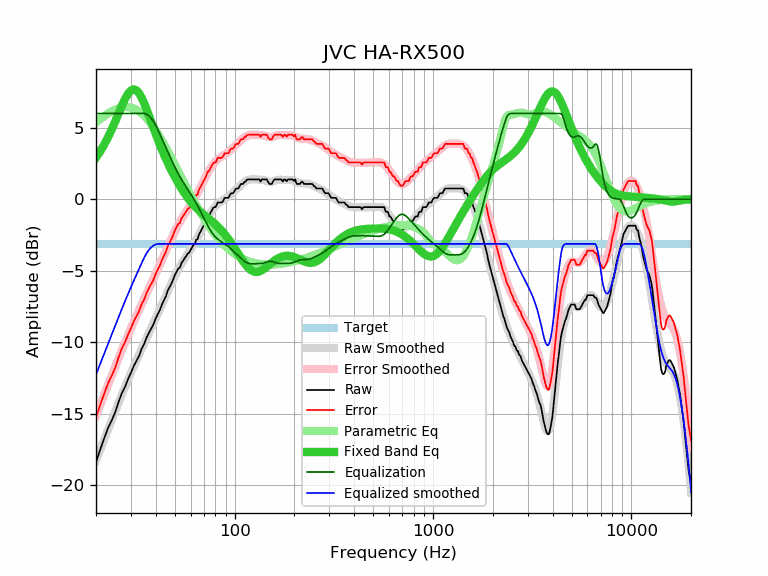 JVC HA-RX500
Amplitude (dBr)
5
0
−5
−10
−15
−20
Target
Raw Smoothed
Error Smoothed
Raw
Error
Parametric Eq
Fixed Band Eq
Equalization
Equalized smoothed
100 1000 10000
Frequency (Hz)